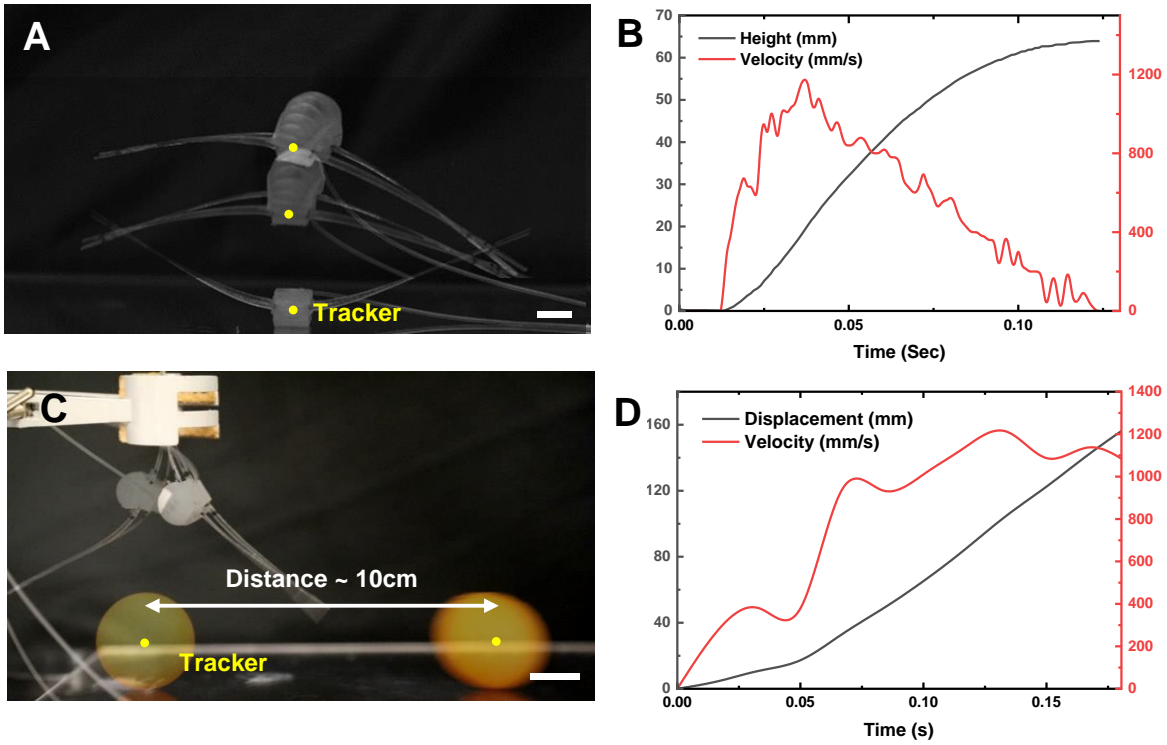 A
Tracker
B
Height (mm)
Velocity (mm/s)
70
60
50
40
30
20
10
0
1200
800
400
0
0.00
0.05
0.10
Time (Sec)
C
Distance ~ 10cm
Tracker
D
Displacement (mm)
Velocity (mm/s)
160
120
80
40
0
1400
1200
1000
800
600
400
200
0
0.00
0.05
0.10
0.15
Time (s)